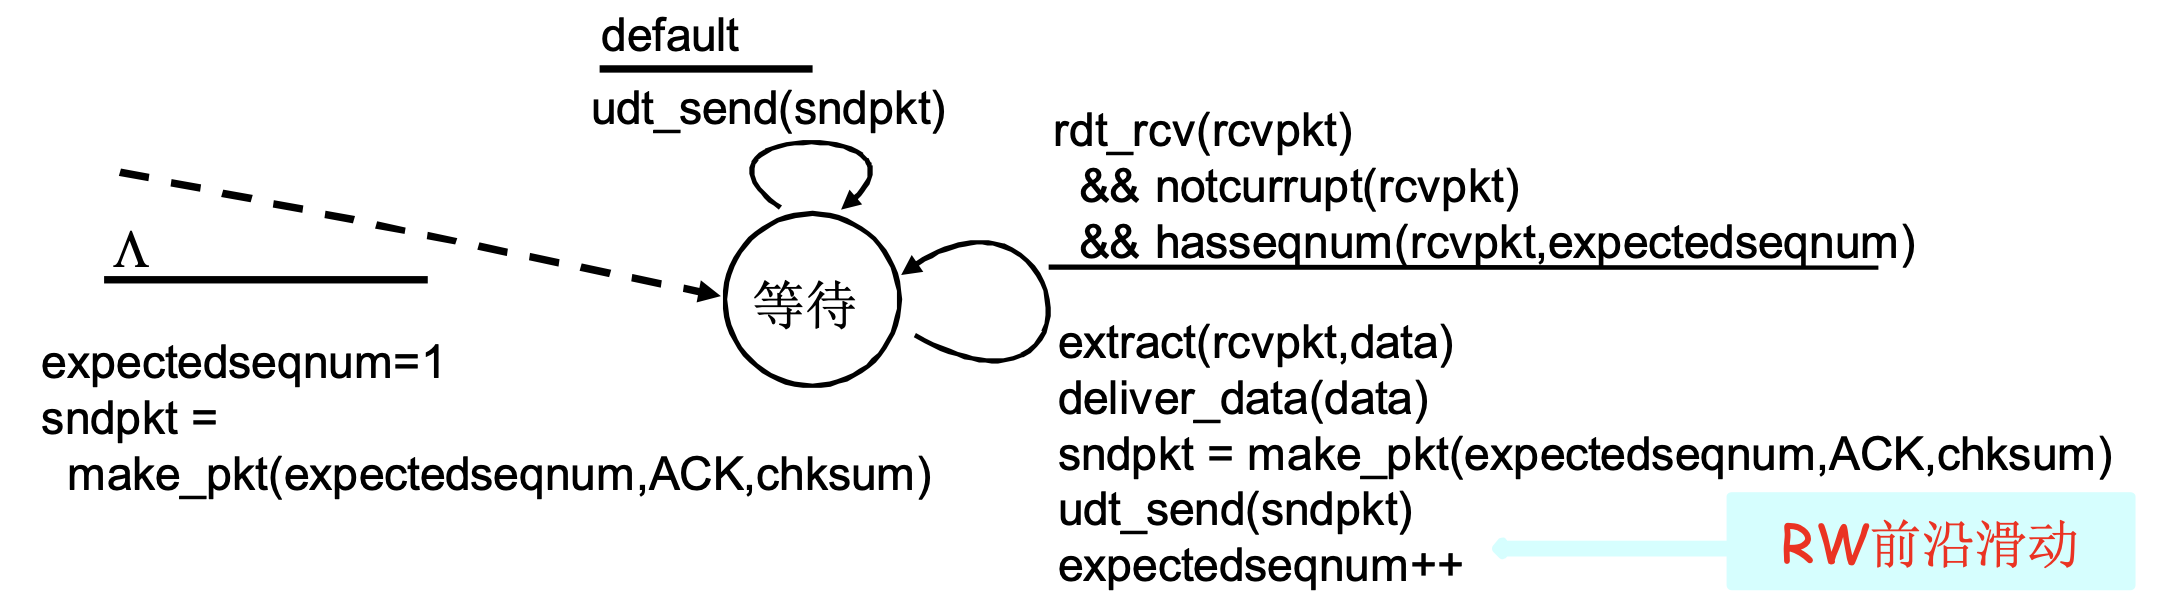 default
udt_send(sndpkt)
Λ
expectedseqnum=1
sndpkt =
make_pkt(expectedseqnum,ACK,chksum)
等待
rdt_rcv(rcvpkt)
&& notcurrupt(rcvpkt)
&& hasseqnum(rcvpkt,expectedseqnum)
extract(rcvpkt,data)
deliver_data(data)
sndpkt = make_pkt(expectedseqnum,ACK,chksum)
udt_send(sndpkt)
expectedseqnum++
RW前沿滑动